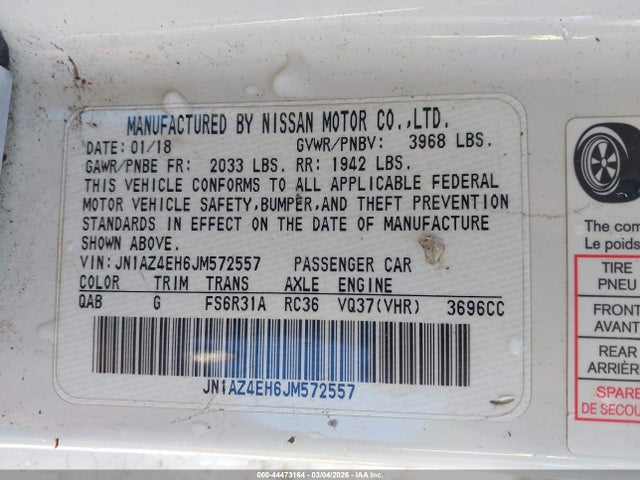 MANUFACTURED BY NISSAN MOTOR CO.,LTD.
DATE: 01/18 GVWR/PNBV: 3968 LBS.
GAWR/PNBE FR: 2033 LBS. RR: 1942 LBS.
THIS VEHICLE CONFORMS TO ALL APPLICABLE FEDERAL
MOTOR VEHICLE SAFETY,BUMPER,AND THEFT PREVENTION
STANDARDS IN EFFECT ON THE DATE OF MANUFACTURE
SHOWN ABOVE.
VIN:JN1AZ4EH6JM572557 PASSENGER CAR
COLOR TRIM TRANS AXLE ENGINE
QAB G FS6R31A RC36 VQ37(VHR) 3696CC
JN1AZ4EH6JM572557
The com
Le poids
TIRE
PNEU
FRONT
AVANT
REAR
ARRIÈR
SPARE
DE SECOU
000-44473164 - 03/04/2026 - COPYRIGHT IAA, LLC